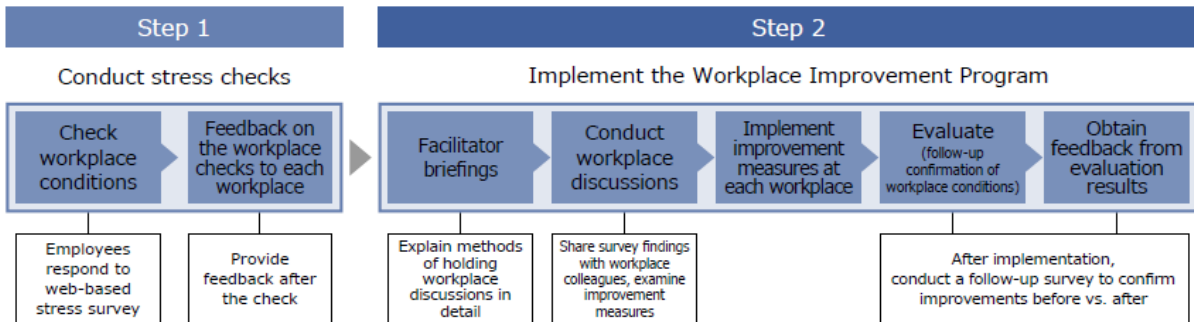 Step 1
Step 2
Conduct stress checks
Implement the Workplace Improvement Program
Check
workplace
conditions
Feedback on
the workplace
checks to each
workplace
Facilitator
briefings
Conduct
workplace
discussions
Implement
improvement
measures at
each workplace
Evaluate
(follow-up
confirmation of
workplace conditions)
Obtain
feedback from
evaluation
results
Employees
respond to
web-based
stress survey
Provide
feedback after
the check
Explain methods
of holding
workplace
discussions in
detail
Share survey findings
with workplace
colleagues, examine
improvement
measures
After implementation,
conduct a follow-up survey to confirm
improvements before vs. after